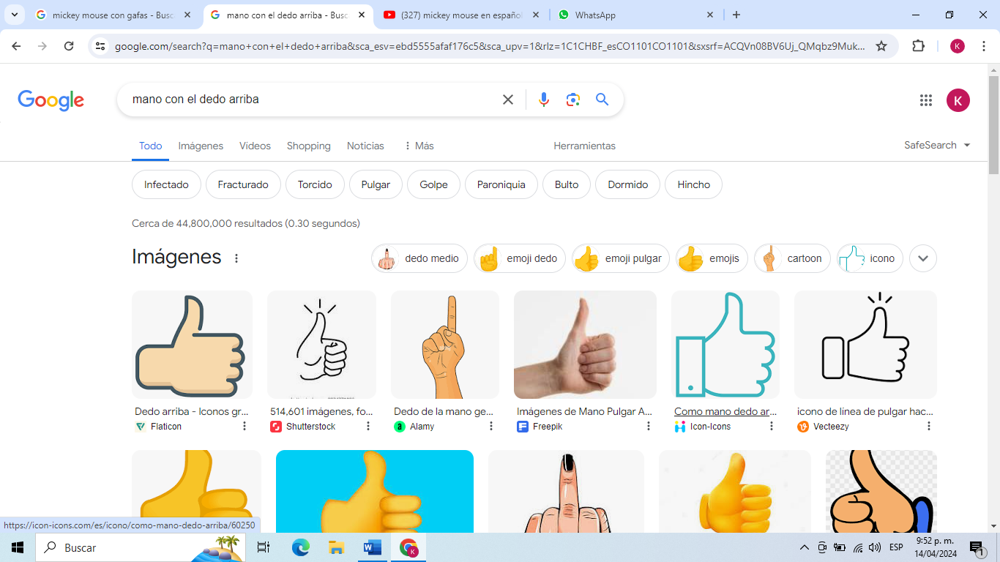 mickey mouse con gafas - Busc
mano con el dedo arriba - Busc
(327) mickey mouse en español
WhatsApp
google.com/search?q=mano+con+el+dedo+arriba&sca_esv=ebd5555afaf176c5&sca_upv=1&rlz=1C1CHBF_esCO1101CO1101&sxsrf=ACQVn08BV6Uj_QMqbz9Muk...
K
Google
mano con el dedo arriba
K
Todo Imágenes Videos Shopping Noticias Más Herramientas SafeSearch
Infectado Fracturado Torcido Pulgar Golpe Paroniquia Bulto Dormido Hincho
Cerca de 44,800,000 resultados (0.30 segundos)
Imágenes
dedo medio emoji dedo emoji pulgar emojis cartoon icono
Dedo arriba - Iconos gr...
Flaticon
514,601 imágenes, fo...
Shutterstock
Dedo de la mano ge...
a Alamy
Imágenes de Mano Pulgar A...
Freepik
Como mano dedo ar...
Icon-Icons
icono de línea de pulgar hac...
Vecteezy
https://icon-icons.com/es/icono/como-mano-dedo-arriba/60250
Buscar
W
K
ESP
9:52 p. m.
14/04/2024
1